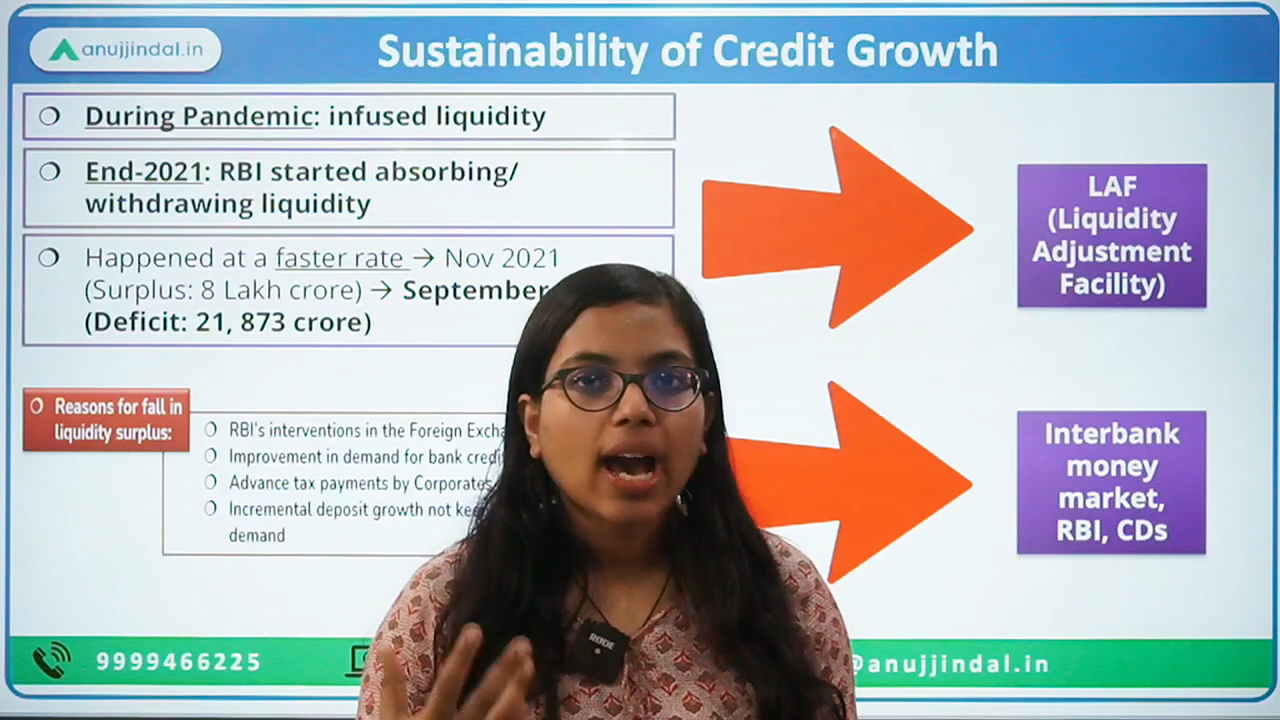 anujjindal.in
Sustainability of Credit Growth
During Pandemic: infused liquidity
End-2021: RBI started absorbing/
withdrawing liquidity
Happened at a faster rate → Nov 2021
(Surplus: 8 Lakh crore) → September
(Deficit: 21, 873 crore)
LAF
(Liquidity
Adjustment
Facility)
Reasons for fall in
liquidity surplus:
RBI's interventions in the Foreign
Improvement in demand for bank
Advance tax payments by Corporates
Incremental deposit growth not
demand
Interbank
money
market,
RBI, CDs
RODE
9999466225
@anujjindal.in